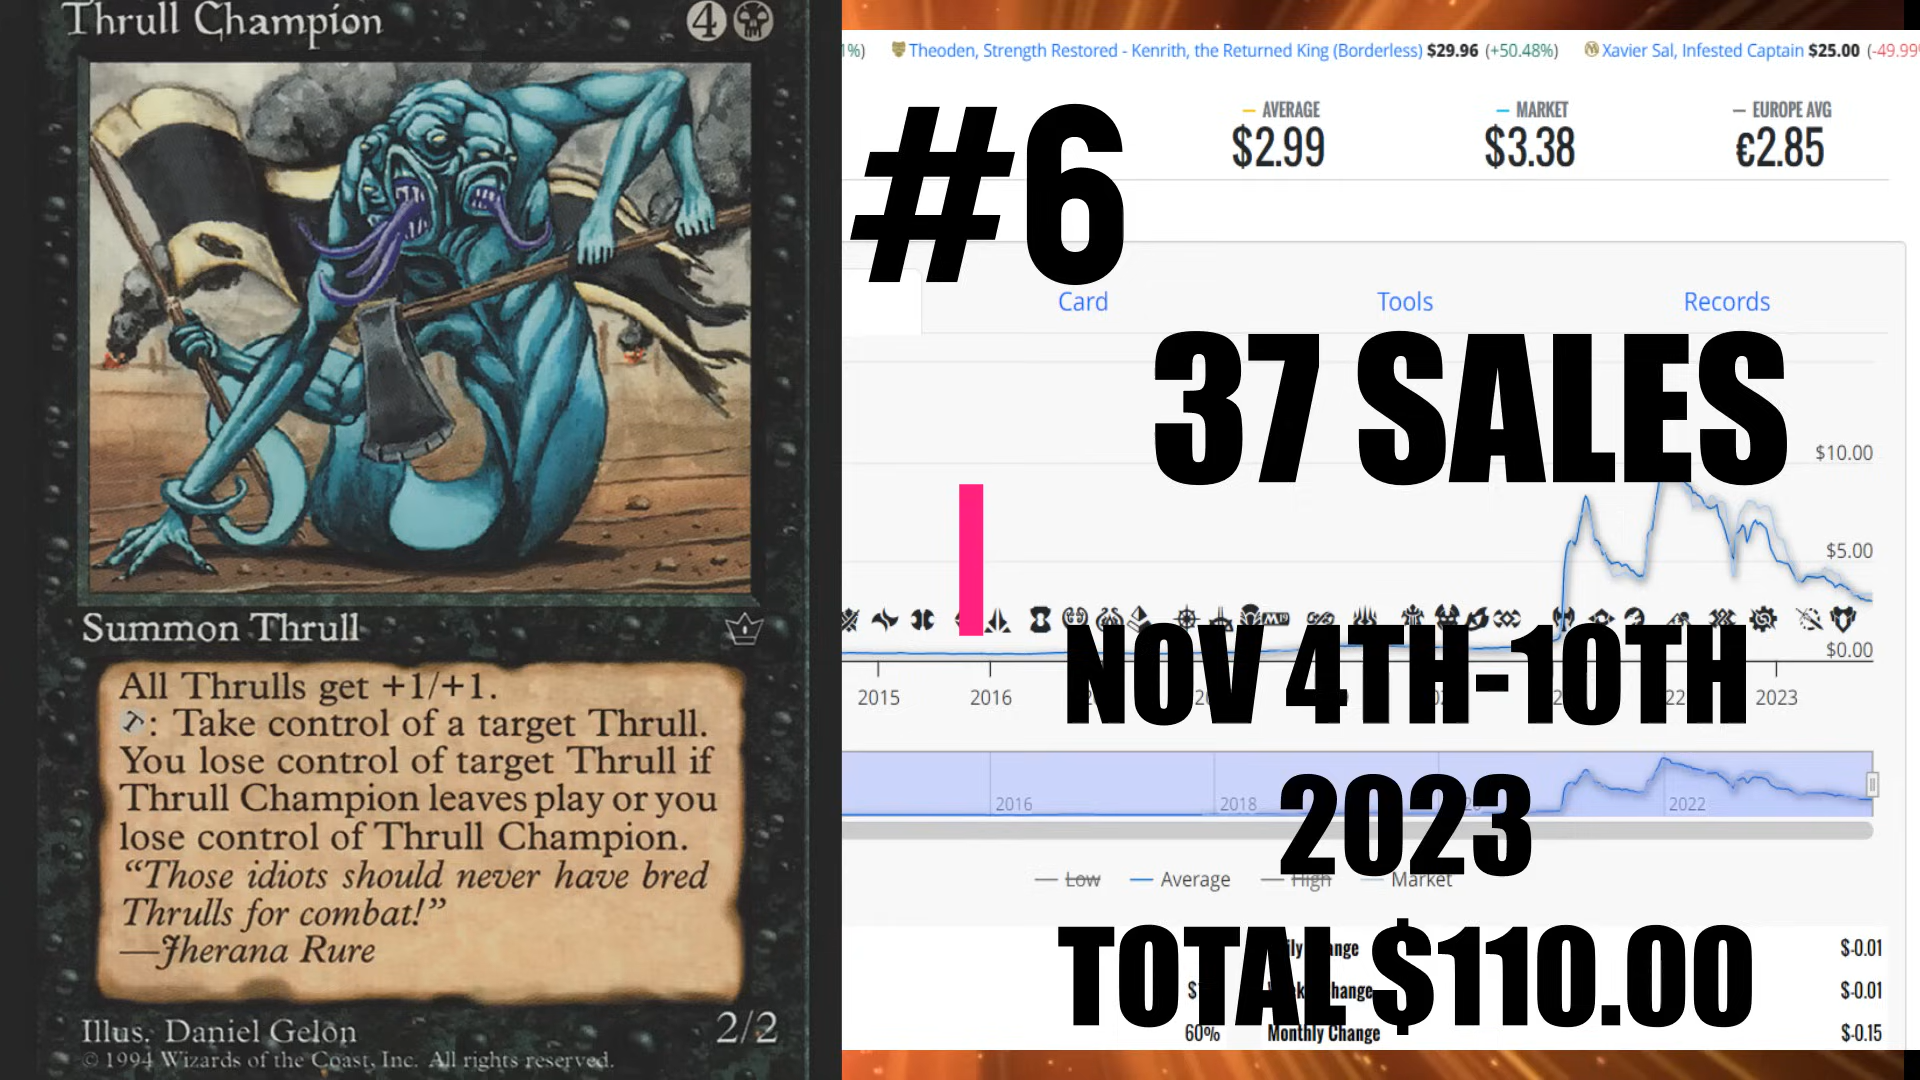 Thrull Champion
4
Summon Thrull
All Thrulls get +1/+1.
T: Take control of a target Thrull.
You lose control of target Thrull if
Thrull Champion leaves play or you
lose control of Thrull Champion.
“Those idiots should never have bred
Thrulls for combat!”
—Jherana Rure
Illus. Daniel Gelon
2/2
© 1994 Wizards of the Coast, Inc. All rights reserved.
1%) Theoden, Strength Restored - Kenrith, the Returned King (Borderless) $29.96 (+50.48%) Xavier Sal, Infested Captain $25.00 (-49.99
AVERAGE
$2.99
MARKET
$3.38
EUROPE AVG
€2.85
#6
Card
Tools
Records
37 SALES
$10.00
$5.00
$0.00
2015
2016
2023
NOV 4TH-10TH
2016
2018
2022
2023
Low
Average
High
Market
TOTAL $110.00
$-0.01
$-0.01
60%
Monthly Change
$-0.15